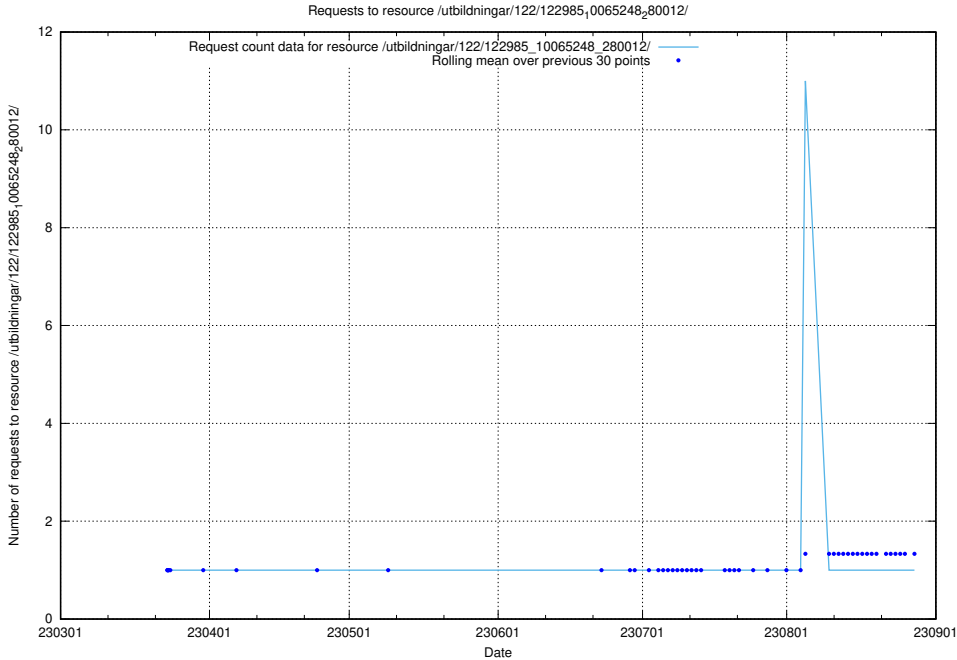 Requests to resource /utbildningar/122/122985₁0065248₂80012/
Request count data for resource /utbildningar/122/122985_10065248_280012/
Rolling mean over previous 30 points
Number of requests to resource /utbildningar/122/122985₁0065248₂80012/
12
10
8
6
4
2
0
230301 230401 230501 230601 230701 230801 230901
Date